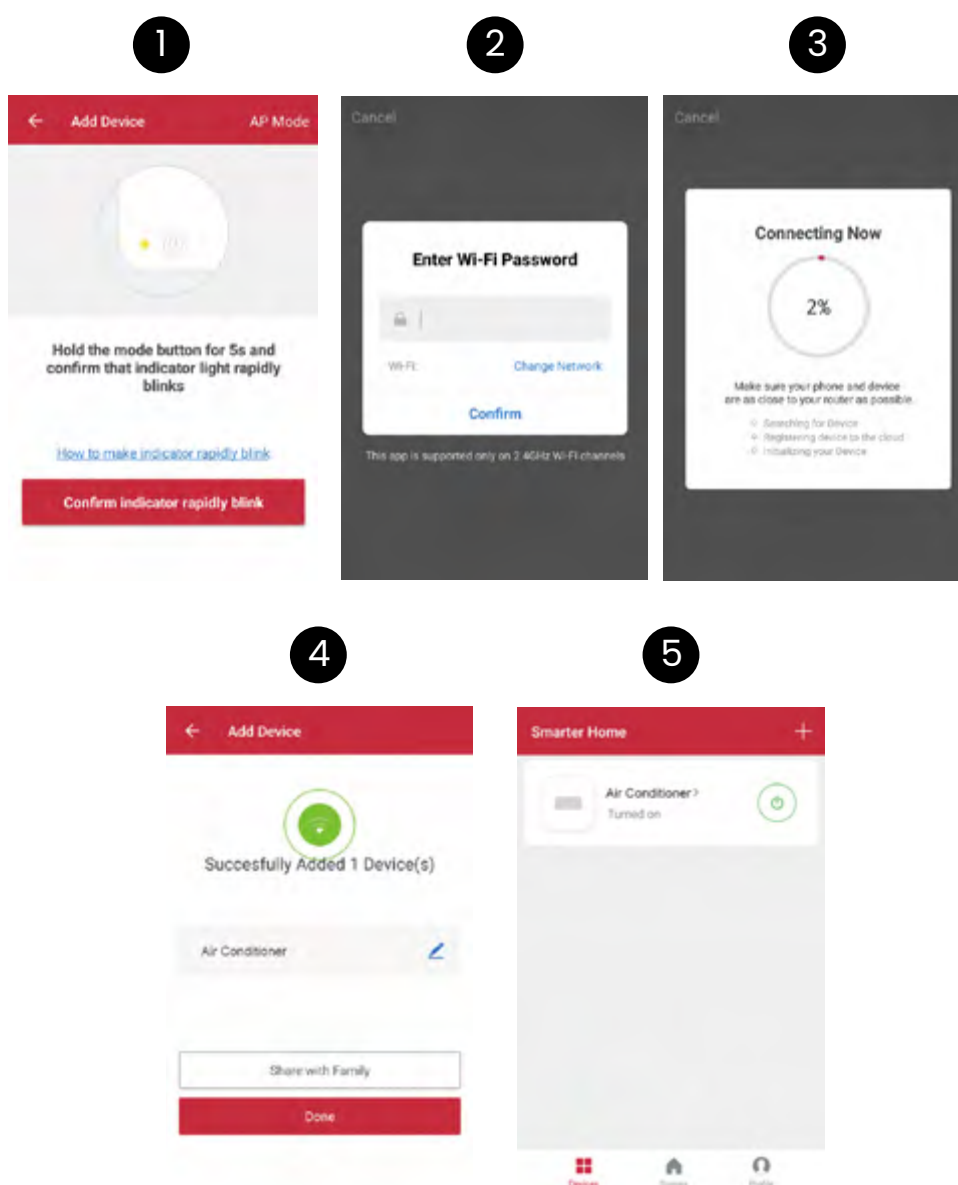 1
2
3
← Add Device AP Mode
Hold the mode button for 5s and
confirm that indicator light rapidly
blinks
How to make indicator rapidly blink
Confirm indicator rapidly blink
Cancel
Enter Wi-Fi Password
Wi-Fi: Change Network
Confirm
This app is supported only on 2.4GHz Wi-Fi channels
Cancel
Connecting Now
2%
Make sure your phone and device
are as close to your router as possible.
Searching for Device
Registering device to the cloud
Initializing your Device
4
5
← Add Device
Succesfully Added 1 Device(s)
Air Conditioner
Share with Family
Done
Smarter Home +
Air Conditioner >
Turned on
Devices
Profile